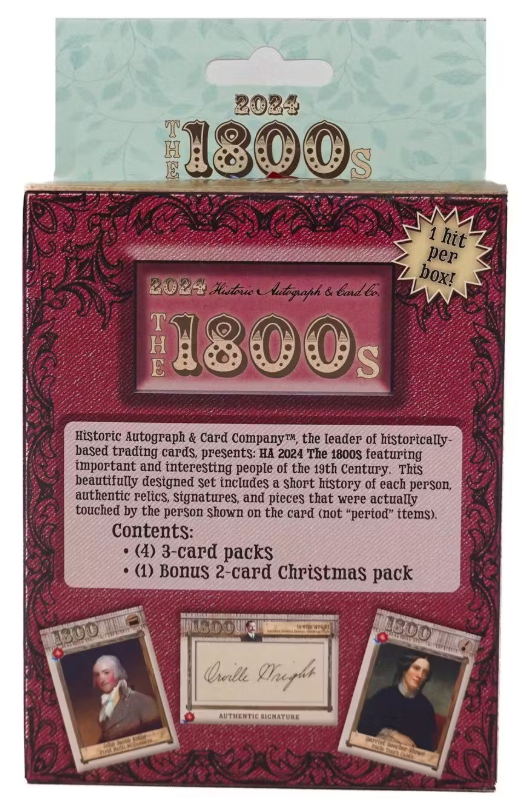 2024
THE 1800s
1 hit
per
box!
2024 Historic Autograph & Card Co.
THE 1800s
Historic Autograph & Card Company™, the leader of historically-
based trading cards, presents: HA 2024 The 1800s featuring
important and interesting people of the 19th Century. This
beautifully designed set includes a short history of each person,
authentic relics, signatures, and pieces that were actually
touched by the person shown on the card (not "period" items).
Contents:
• (4) 3-card packs
• (1) Bonus 2-card Christmas pack
1800
1800
Orville Wright
AUTHENTIC SIGNATURE
1800
Harriet Beecher Stowe